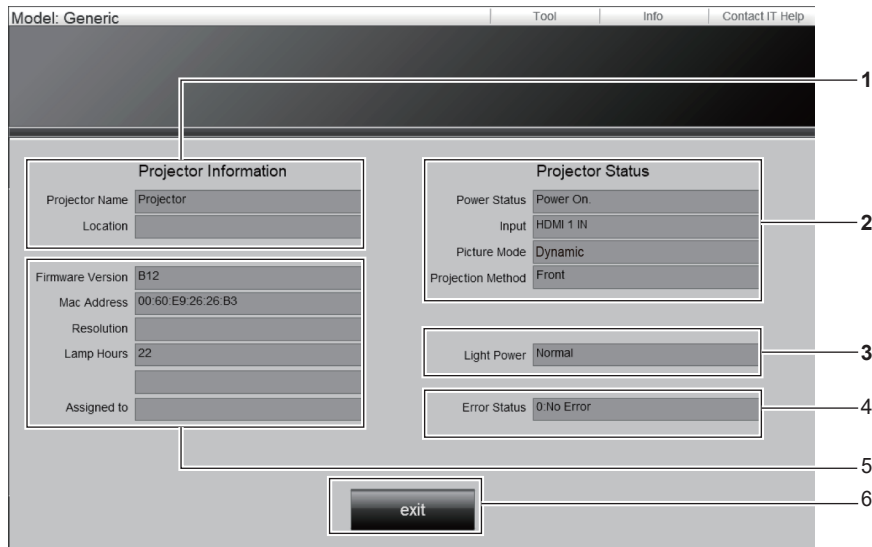 Model: Generic Tool Info Contact IT Help
1
Projector Information
Projector Name Projector
Location
Projector Status
Power Status Power On.
Input HDMI 1 IN
Picture Mode Dynamic
Projection Method Front
2
Firmware Version B12
Mac Address 00:60:E9:26:26:B3
Resolution
Lamp Hours 22
Assigned to
Light Power Normal
3
Error Status 0:No Error
4
5
exit
6